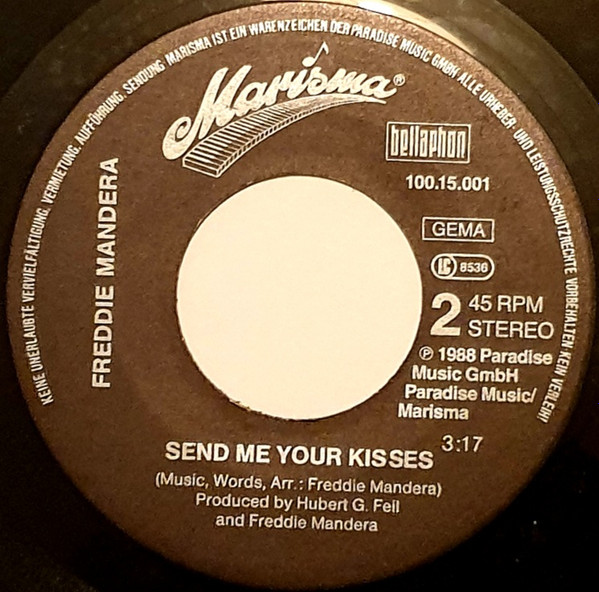 KEINE UNERLAUBTE VERVIELFÄLTIGUNG, VERMIETUNG, AUFFÜHRUNG, SENDUNG MARISMA IST EIN WARENZEICHEN DER PARADISE MUSIC GMBH ALLE URHEBER- UND LEISTUNGSSCHUTZRECHTE VORBEHALTEN KEIN VERLEIH!
Marisma®
bellaphon
100.15.001
FREDDIE MANDERA
GEMA
LC 8536
2
45 RPM
STEREO
℗ 1988 Paradise
Music GmbH
Paradise Music/
Marisma
3:17
SEND ME YOUR KISSES
(Music, Words, Arr.: Freddie Mandera)
Produced by Hubert G. Feil
and Freddie Mandera